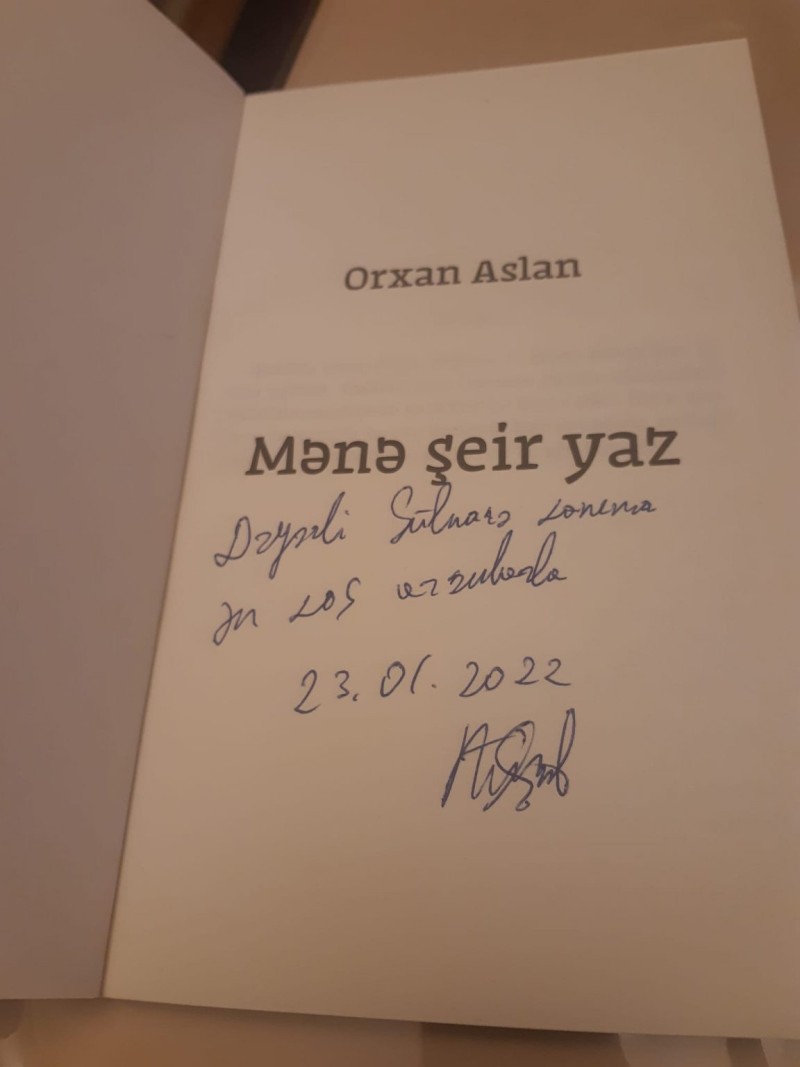 Orxan Aslan
Mənə şeir yaz
Dəyərli Gülnarə xanıma
ən xoş arzularla
23.01.2022